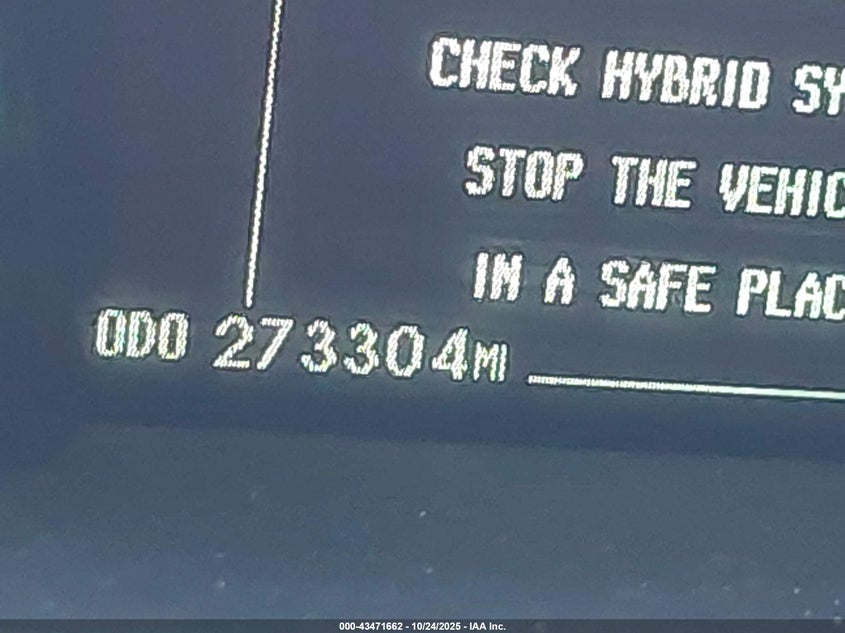 CHECK HYBRID SY
STOP THE VEHIC
IN A SAFE PLAC
ODO 273304MI
000-43471662 - 10/24/2025 - IAA Inc.